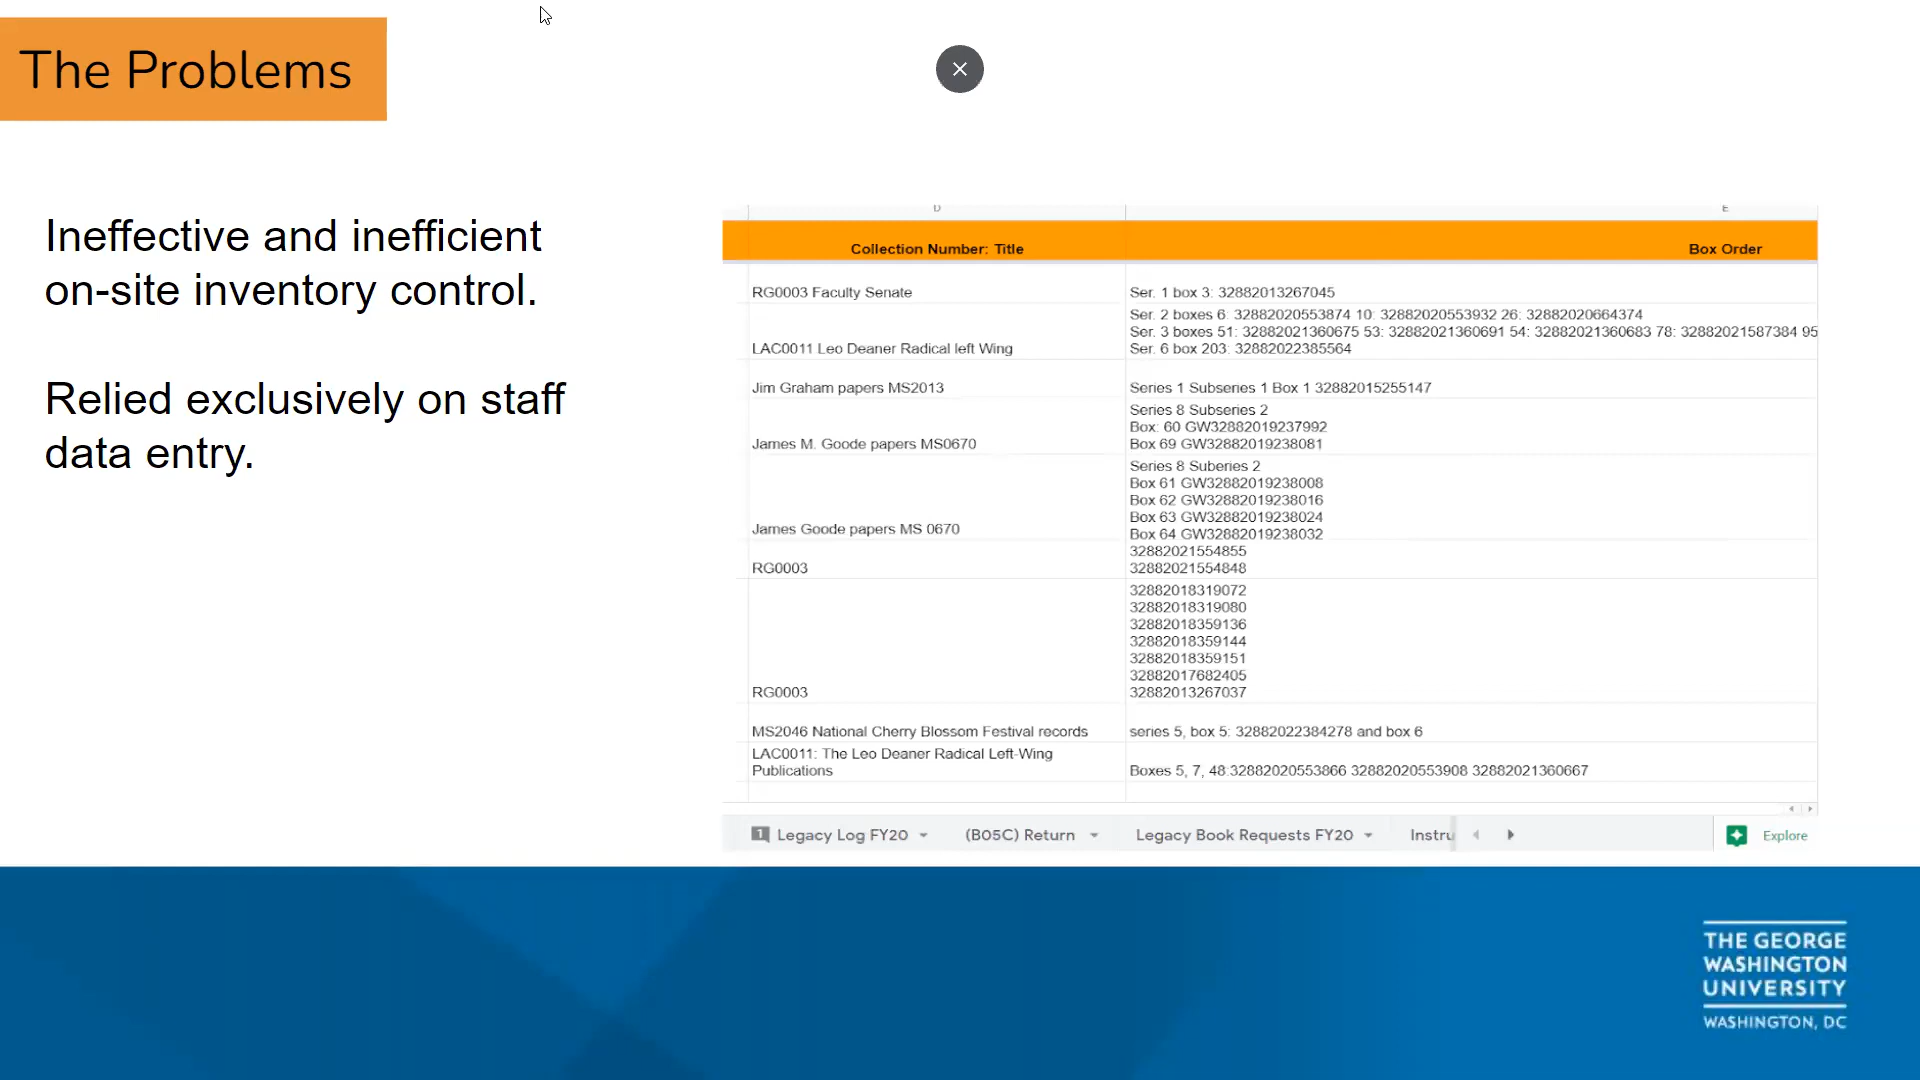 The Problems
Ineffective and inefficient
on-site inventory control.
Relied exclusively on staff
data entry.
D
E
Collection Number: Title
Box Order
RG0003 Faculty Senate
Ser. 1 box 3: 32882013267045
LAC0011 Leo Deaner Radical left Wing
Ser. 2 boxes 6: 32882020553874 10: 32882020553932 26: 32882020664374
Ser. 3 boxes 51: 32882021360675 53: 32882021360691 54: 32882021360683 78: 32882021587384 95
Ser. 6 box 203: 32882022385564
Jim Graham papers MS2013
Series 1 Subseries 1 Box 1 32882015255147
James M. Goode papers MS0670
Series 8 Subseries 2
Box: 60 GW32882019237992
Box 69 GW32882019238081
James Goode papers MS 0670
Series 8 Suberies 2
Box 61 GW32882019238008
Box 62 GW32882019238016
Box 63 GW32882019238024
Box 64 GW32882019238032
RG0003
32882021554855
32882021554848
RG0003
32882018319072
32882018319080
32882018359136
32882018359144
32882018359151
32882017682405
32882013267037
MS2046 National Cherry Blossom Festival records
series 5, box 5: 32882022384278 and box 6
LAC0011: The Leo Deaner Radical Left-Wing
Publications
Boxes 5, 7, 48:32882020553866 32882020553908 32882021360667
1 Legacy Log FY20
(B05C) Return
Legacy Book Requests FY20
Instru
Explore
THE GEORGE
WASHINGTON
UNIVERSITY
WASHINGTON, DC